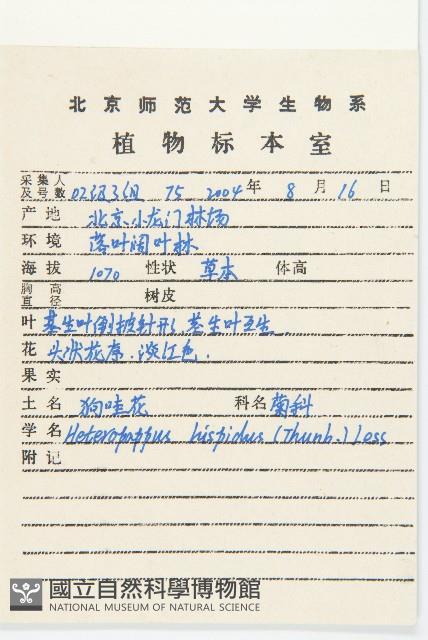 北京师范大学生物系
植物标本室
采集人及号数 02级3组 75 2004年 8月16日
产地 北京小龙门林场
环境 落叶阔叶林
海拔 1070 性状 草本 体高
胸高直径 树皮
叶 基生叶倒披针形,茎生叶互生.
花 头状花序.淡红色.
果实
土名 狗哇花 科名 菊科
学名 Heteropappus hispidus (Thunb.) Less
附记
國立自然科學博物館
NATIONAL MUSEUM OF NATURAL SCIENCE